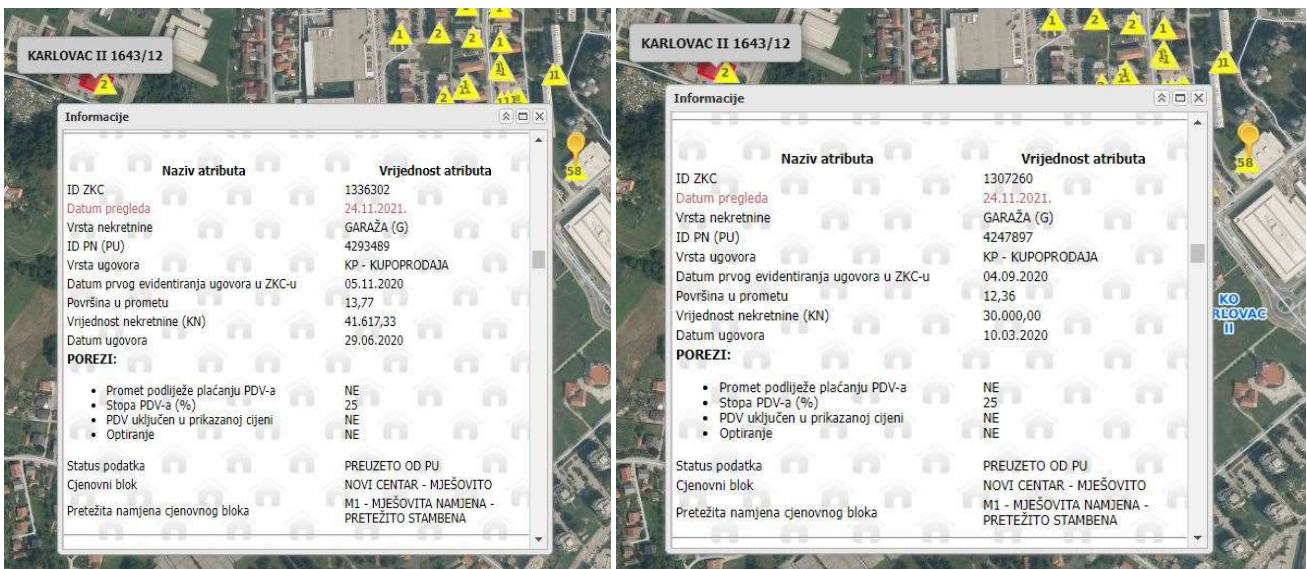 KARLOVAC II 1643/12
Informacije
Naziv atributa Vrijednost atributa
ID ZKC 1336302
Datum pregleda 24.11.2021.
Vrsta nekretnine GARAŽA (G)
ID PN (PU) 4293489
Vrsta ugovora KP - KUPOPRODAJA
Datum prvog evidentiranja ugovora u ZKC-u 05.11.2020
Površina u prometu 13,77
Vrijednost nekretnine (KN) 41.617,33
Datum ugovora 29.06.2020
POREZI:
• Promet podliježe plaćanju PDV-a NE
• Stopa PDV-a (%) 25
• PDV uključen u prikazanoj cijeni NE
• Optiranje NE
Status podatka PREUZETO OD PU
Cjenovni blok NOVI CENTAR - MJEŠOVITO
Pretežita namjena cjenovnog bloka M1 - MJEŠOVITA NAMJENA -
PRETEŽITO STAMBENA
58
KARLOVAC II 1643/12
Informacije
Naziv atributa Vrijednost atributa
ID ZKC 1307260
Datum pregleda 24.11.2021.
Vrsta nekretnine GARAŽA (G)
ID PN (PU) 4247897
Vrsta ugovora KP - KUPOPRODAJA
Datum prvog evidentiranja ugovora u ZKC-u 04.09.2020
Površina u prometu 12,36
Vrijednost nekretnine (KN) 30.000,00
Datum ugovora 10.03.2020
POREZI:
• Promet podliježe plaćanju PDV-a NE
• Stopa PDV-a (%) 25
• PDV uključen u prikazanoj cijeni NE
• Optiranje NE
Status podatka PREUZETO OD PU
Cjenovni blok NOVI CENTAR - MJEŠOVITO
Pretežita namjena cjenovnog bloka M1 - MJEŠOVITA NAMJENA -
PRETEŽITO STAMBENA
58
KO
RLOVAC
II